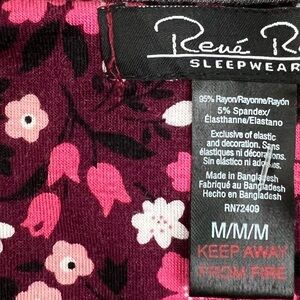 René R
SLEEPWEAR
95% Rayon/Rayonne/Rayón
5% Spandex/
Élasthanne/Elastano
Exclusive of elastic
and decoration. Sans
élastiques ni décorations.
Sin elástico ni
Made in Bangladesh
Fabriqué au Bangladesh
Hecho en Bangladesh
RN72409
M/M/M
KEEP AWAY
FROM FIRE